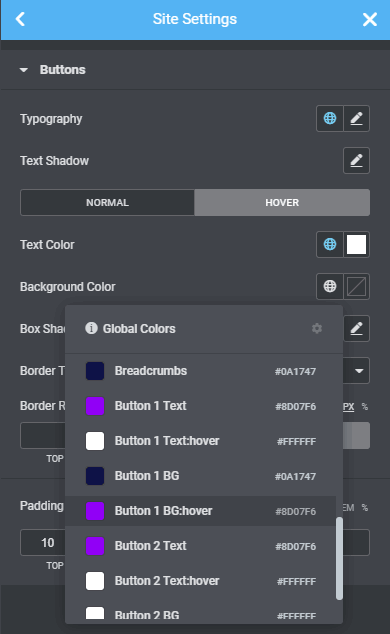 Site Settings
Buttons
Typography
Text Shadow
NORMAL HOVER
Text Color
Background Color
Box Sha
Global Colors
Border T
Breadcrumbs #0A1747
Border R PX %
Button 1 Text #8D07F6
Button 1 Text:hover #FFFFFF
TOP
Button 1 BG #0A1747
Padding EM %
Button 1 BG:hover #8D07F6
10
Button 2 Text #8D07F6
TOP
Button 2 Text:hover #FFFFFF
Button 2 BG #FFFFFF